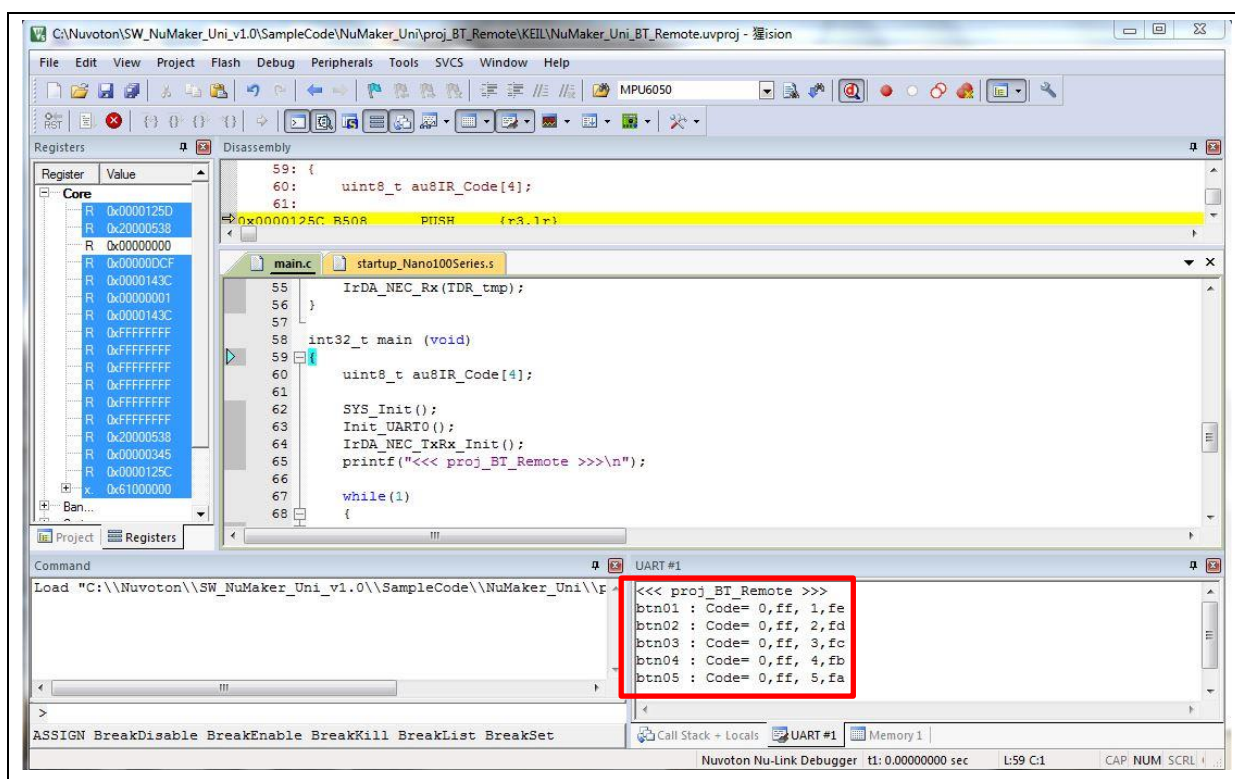 C:\Nuvoton\SW_NuMaker_Uni_v1.0\SampleCode\NuMaker_Uni\proj_BT_Remote\KEIL\NuMaker_Uni_BT_Remote.uvproj - 猩ision
File Edit View Project Flash Debug Peripherals Tools SVCS Window Help
MPU6050
RST
Registers
Register Value
Core
R 0x0000125D
R 0x20000538
R 0x00000000
R 0x00000DCF
R 0x0000143C
R 0x00000001
R 0x0000143C
R 0xFFFFFFFF
R 0xFFFFFFFF
R 0xFFFFFFFF
R 0xFFFFFFFF
R 0xFFFFFFFF
R 0xFFFFFFFF
R 0x20000538
R 0x00000345
R 0x0000125C
x. 0x61000000
Ban...
Project Registers
Disassembly
59: {
60: uint8_t au8IR_Code[4];
61:
0x0000125C B508 PUSH {r3,lr}
main.c startup_Nano100Series.s
55 IrDA_NEC_Rx(TDR_tmp);
56 }
57
58 int32_t main (void)
59 {
60 uint8_t au8IR_Code[4];
61
62 SYS_Init();
63 Init_UART0();
64 IrDA_NEC_TxRx_Init();
65 printf("<<< proj_BT_Remote >>>\n");
66
67 while(1)
68 {
Command
Load "C:\\Nuvoton\\SW_NuMaker_Uni_v1.0\\SampleCode\\NuMaker_Uni\\p
>
ASSIGN BreakDisable BreakEnable BreakKill BreakList BreakSet
UART #1
<<< proj_BT_Remote >>>
btn01 : Code= 0,ff, 1,fe
btn02 : Code= 0,ff, 2,fd
btn03 : Code= 0,ff, 3,fc
btn04 : Code= 0,ff, 4,fb
btn05 : Code= 0,ff, 5,fa
Call Stack + Locals UART #1 Memory 1
Nuvoton Nu-Link Debugger t1: 0.00000000 sec L:59 C:1 CAP NUM SCRL